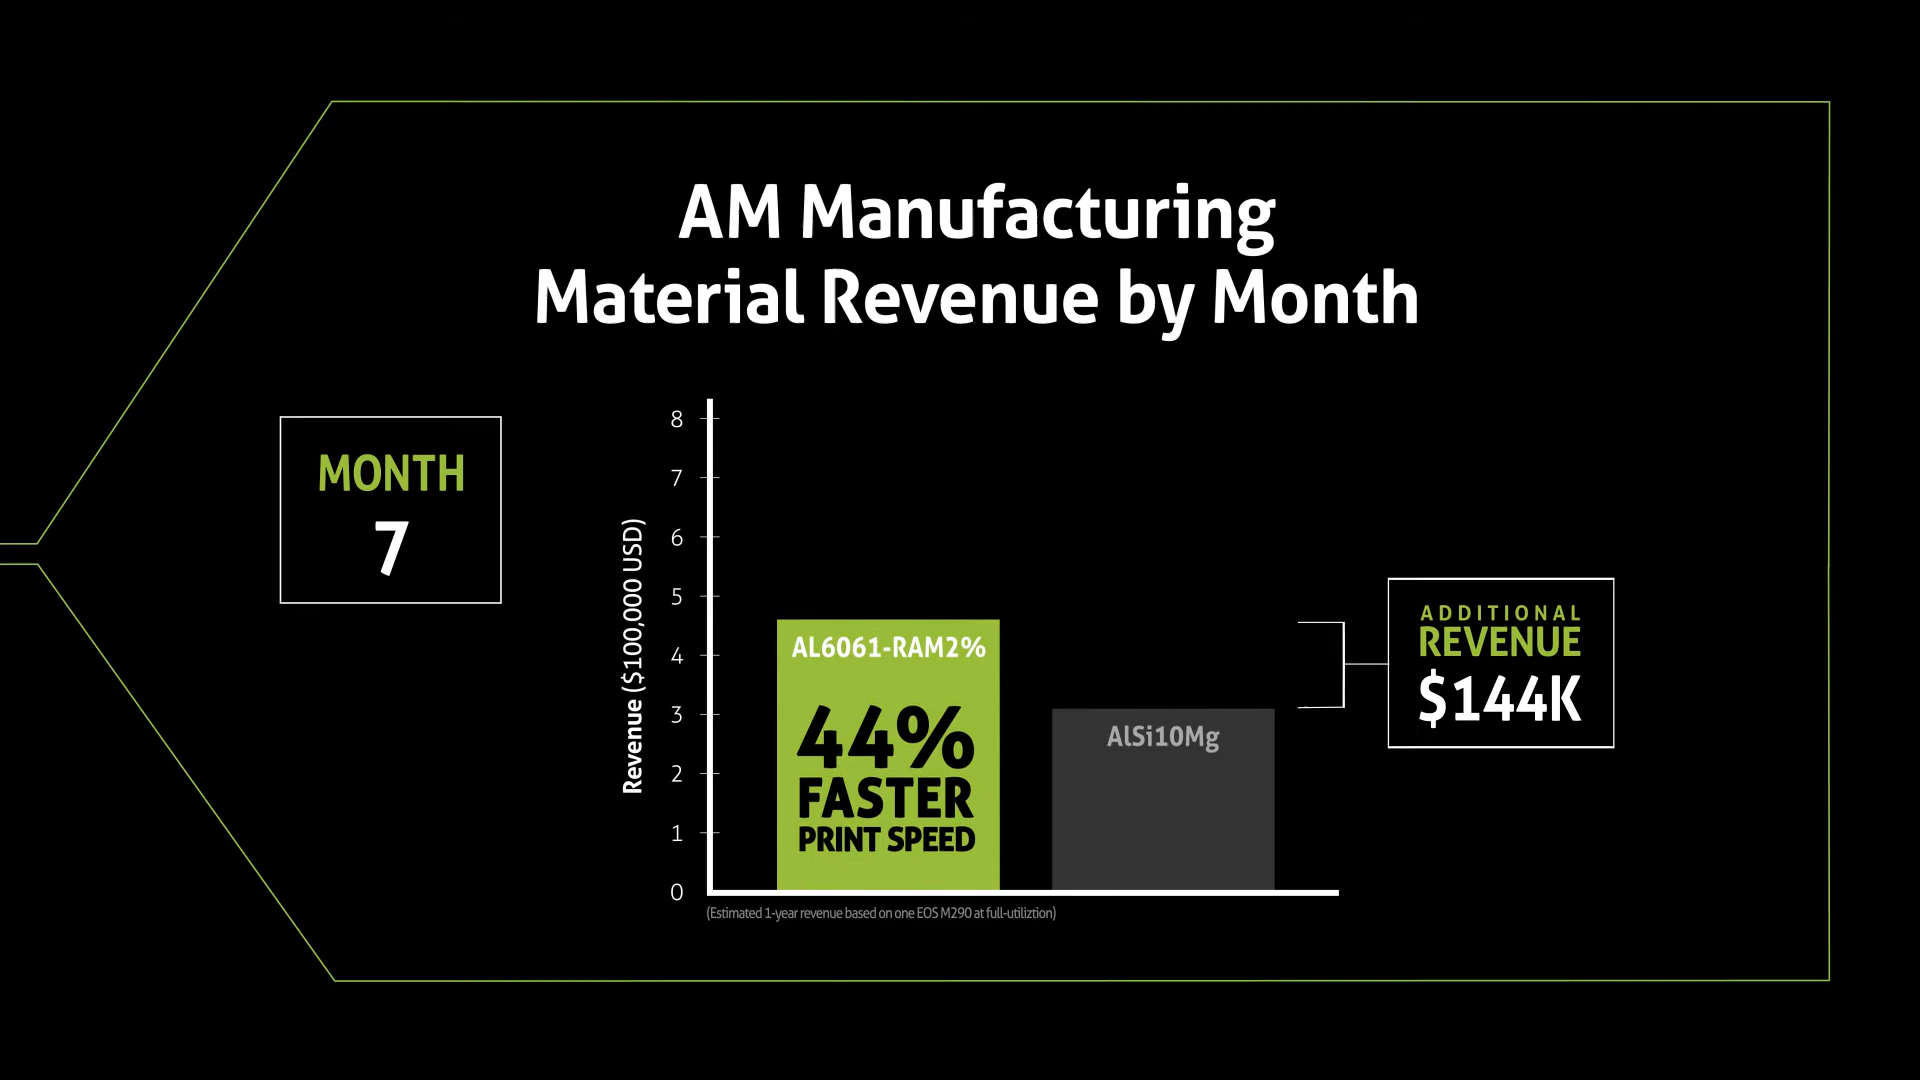 AM Manufacturing
Material Revenue by Month
MONTH
7
Revenue ($100,000 USD)
8
7
6
5
4
3
2
1
0
AL6061-RAM2%
44%
FASTER
PRINT SPEED
AlSi10Mg
ADDITIONAL
REVENUE
$144K
(Estimated 1-year revenue based on one EOS M290 at full-utiliztion)